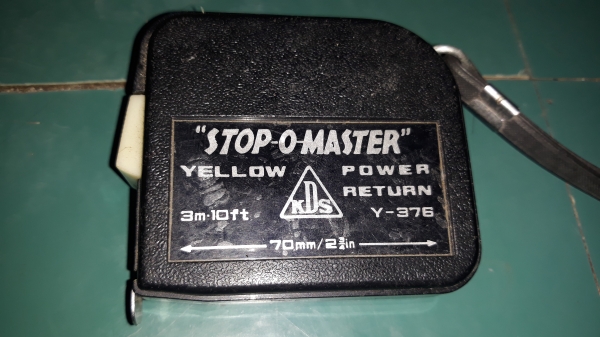 "STOP-O-MASTER"
YELLOW POWER
KDS RETURN
3m·10ft Y-376
70mm/2¾in